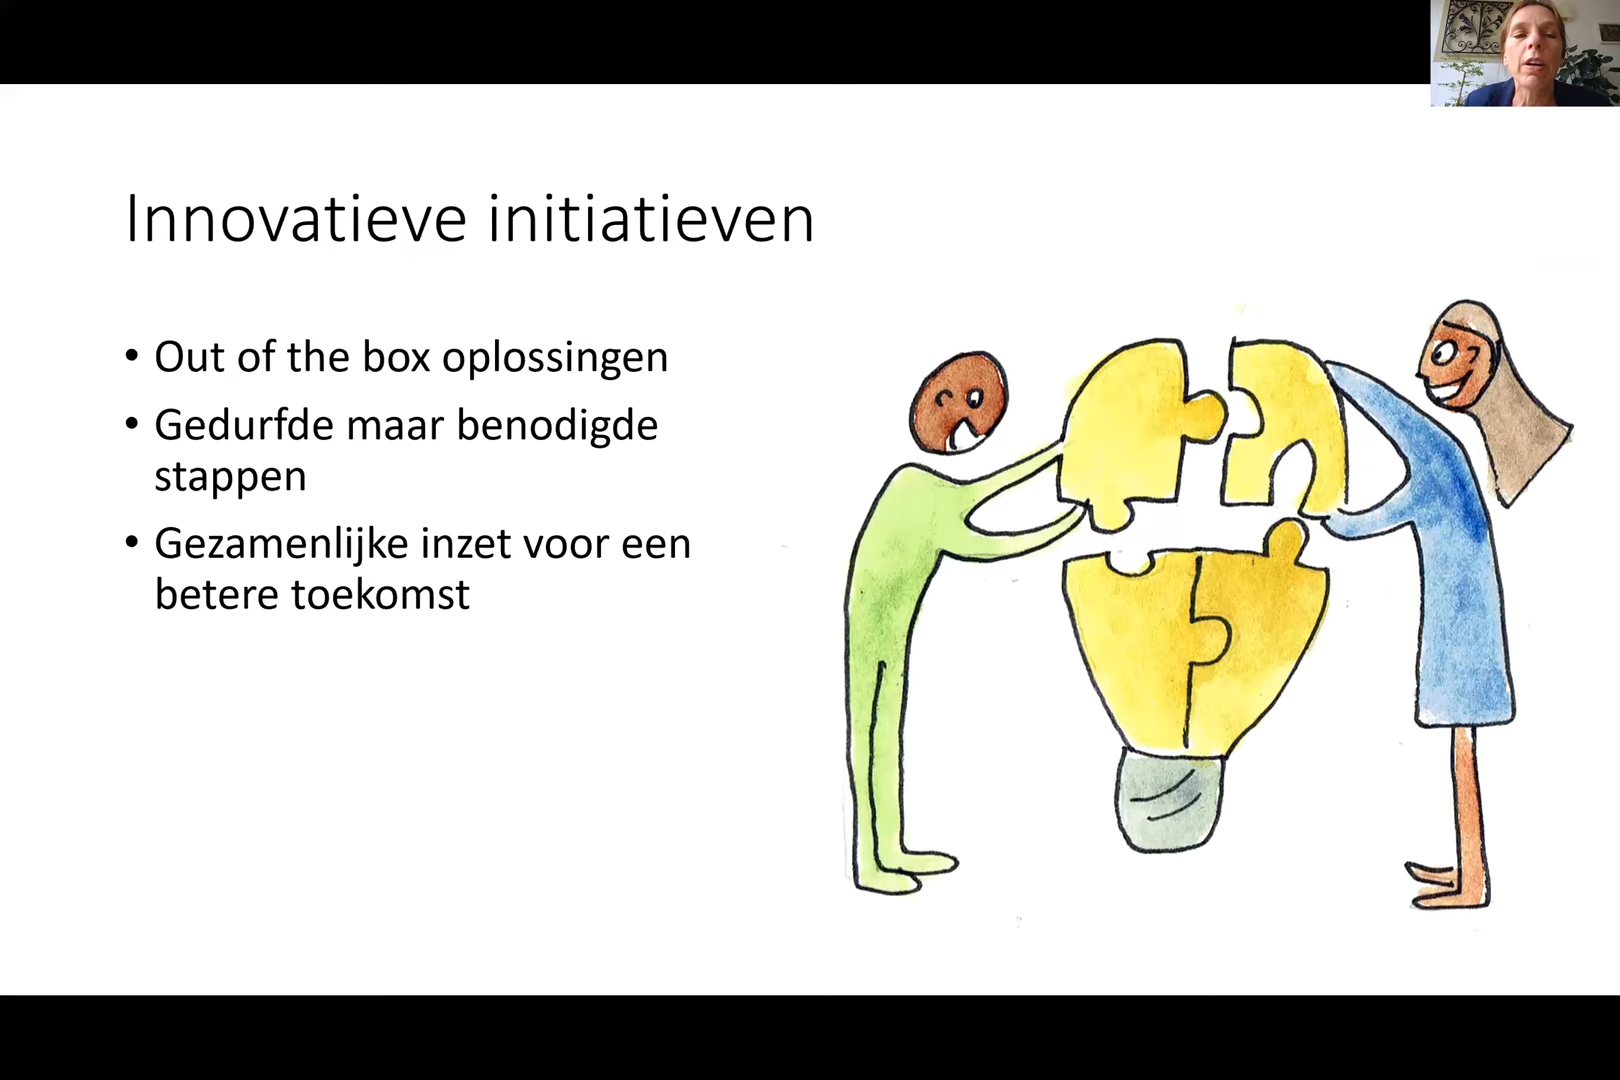 Innovatieve initiatieven
• Out of the box oplossingen
• Gedurfde maar benodigde
stappen
• Gezamenlijke inzet voor een
betere toekomst